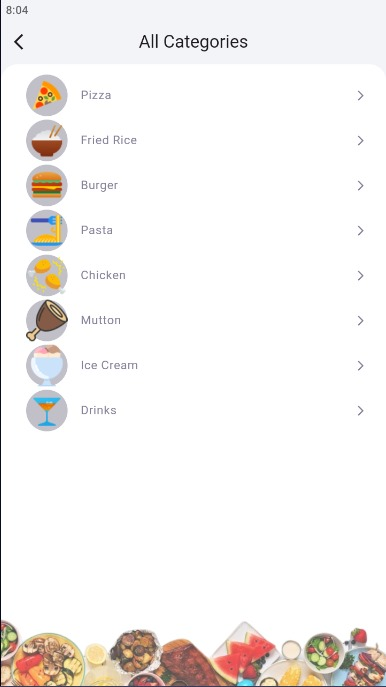 8:04
All Categories
Pizza
Fried Rice
Burger
Pasta
Chicken
Mutton
Ice Cream
Drinks